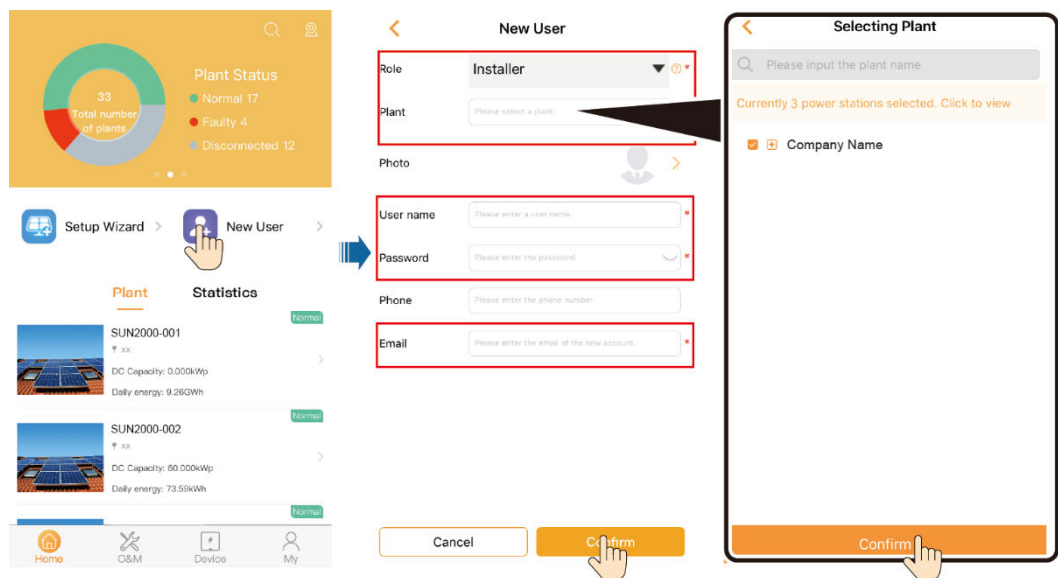 Plant Status
33
Total number
of plants
Normal 17
Faulty 4
Disconnected 12
Setup Wizard
New User
Plant
Statistics
Normal
SUN2000-001
xx
DC Capacity: 0.000kWp
Daily energy: 9.26GWh
Normal
SUN2000-002
xx
DC Capacity: 60.000kWp
Daily energy: 73.59kWh
Normal
Home
O&M
Device
My
New User
Role
Installer
*
Plant
Please select a plant.
Photo
User name
Please enter a user name.
*
Password
Please enter the password.
*
Phone
Please enter the phone number.
Email
Please enter the email of the new account.
*
Cancel
Confirm
Selecting Plant
Please input the plant name
Currently 3 power stations selected. Click to view
Company Name
Confirm